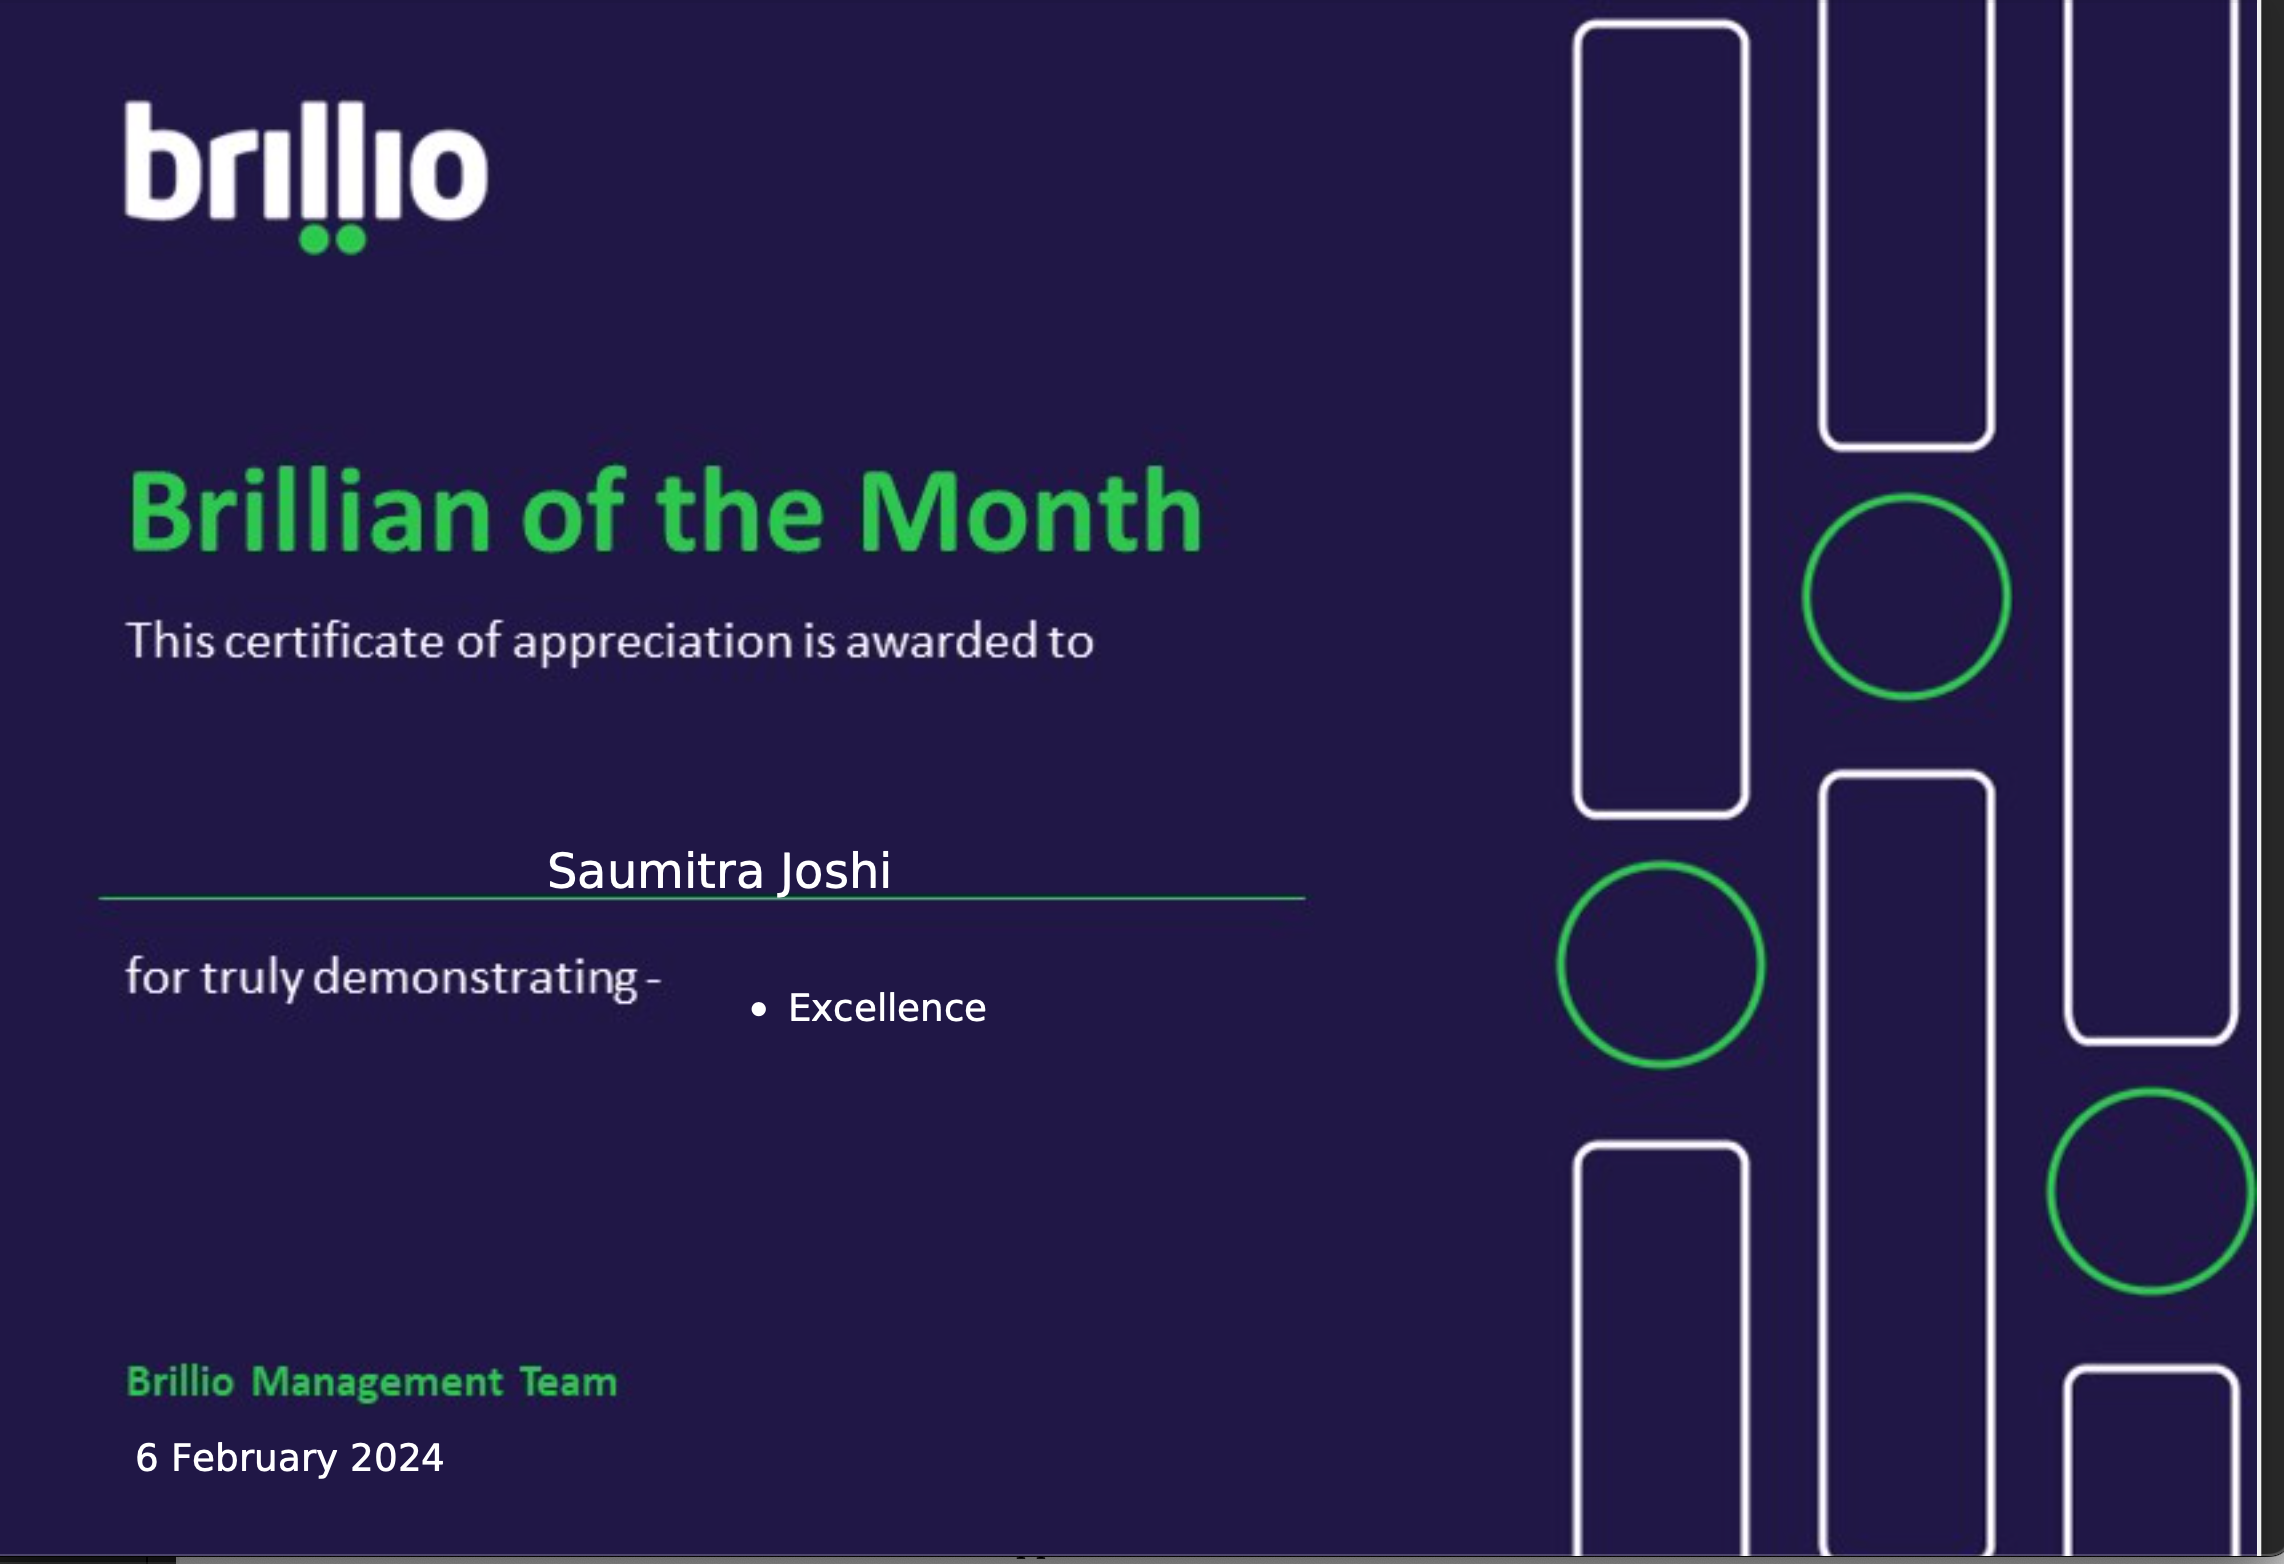 brillio
Brillian of the Month
This certificate of appreciation is awarded to
Saumitra Joshi
for truly demonstrating -
• Excellence
Brillio Management Team
6 February 2024